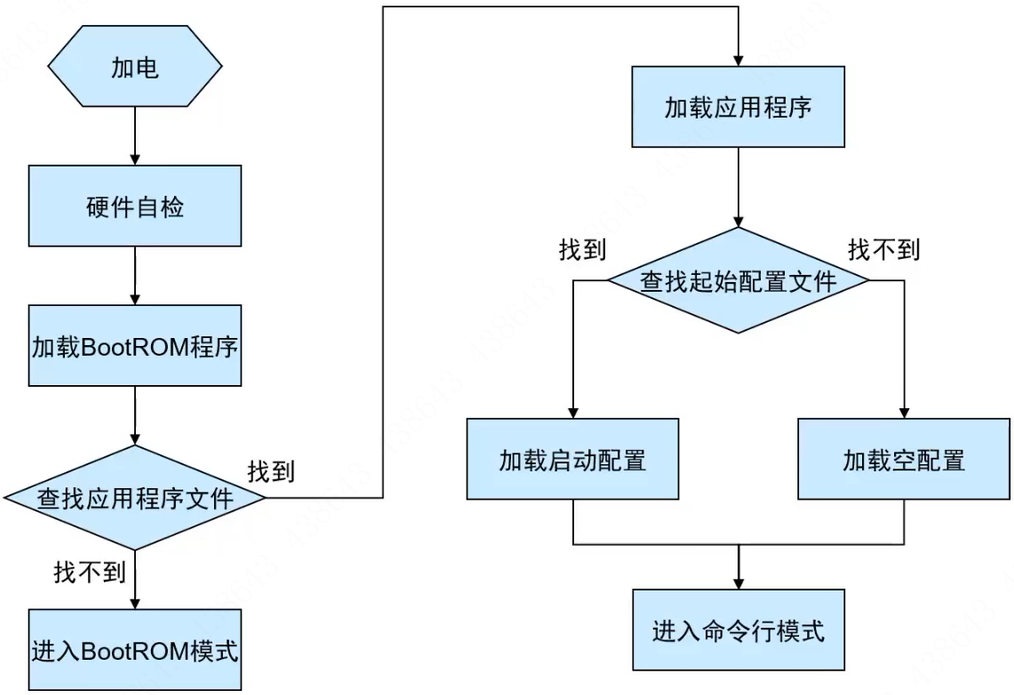 加电
硬件自检
加载BootROM程序
查找应用程序文件
找到
找不到
进入BootROM模式
加载应用程序
查找起始配置文件
找到
找不到
加载启动配置
加载空配置
进入命令行模式
138643